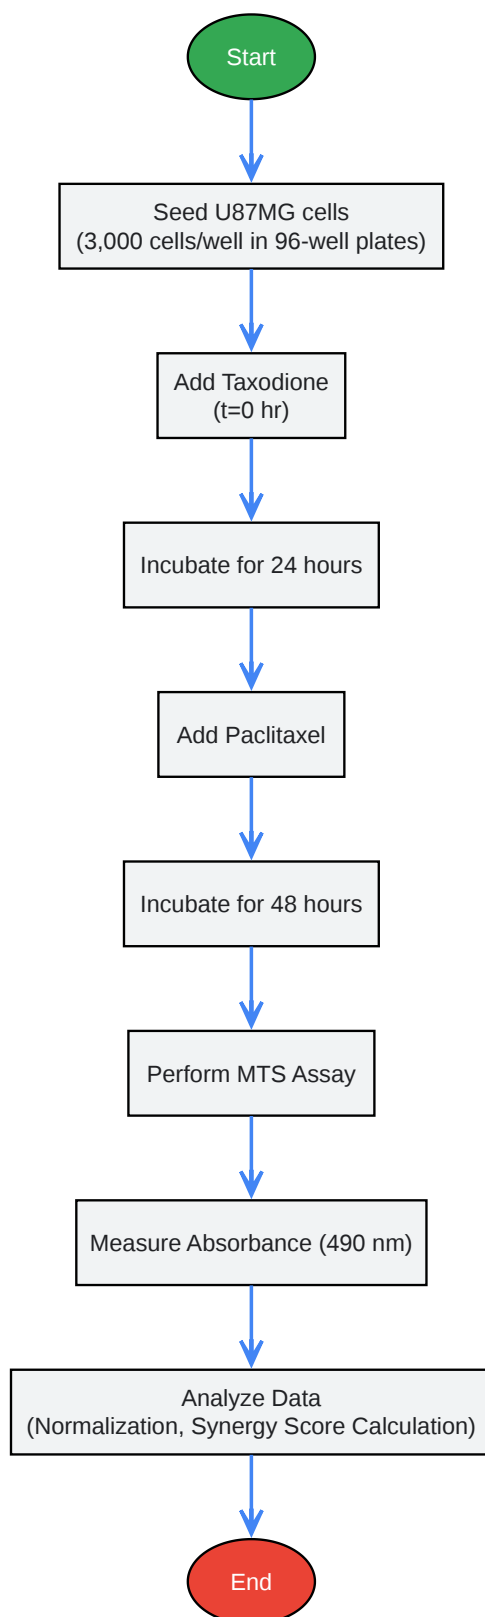 Start
Seed U87MG cells
(3,000 cells/well in 96-well plates)
Add Taxodione
(t=0 hr)
Incubate for 24 hours
Add Paclitaxel
Incubate for 48 hours
Perform MTS Assay
Measure Absorbance (490 nm)
Analyze Data
(Normalization, Synergy Score Calculation)
End